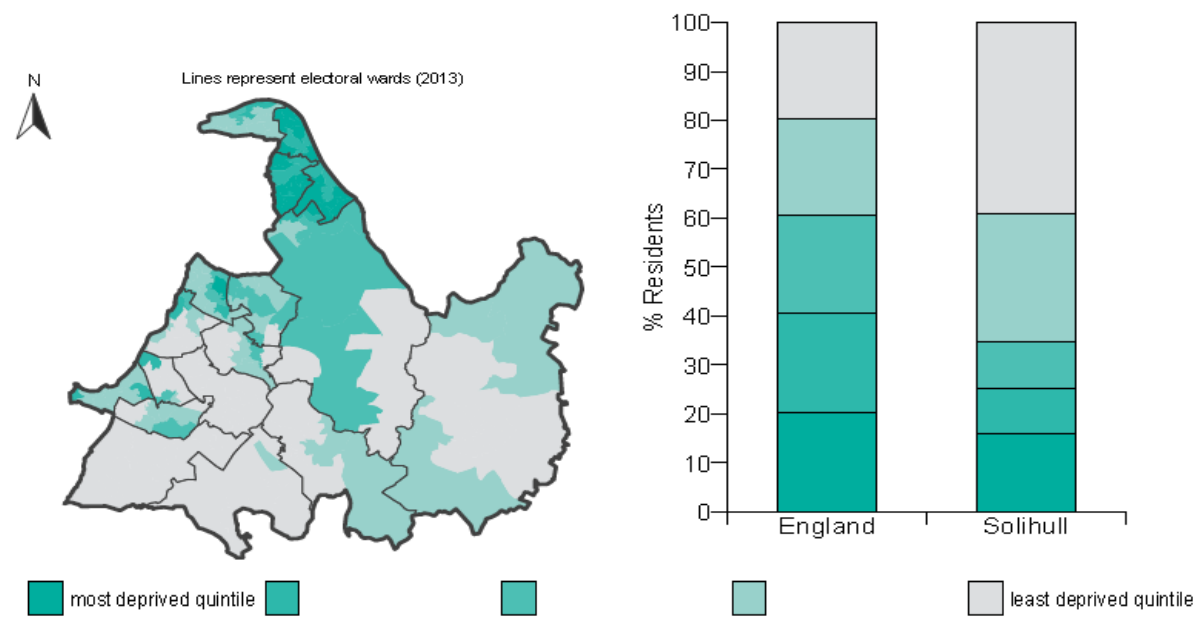 N
Lines represent electoral wards (2013)
% Residents
100
90
80
70
60
50
40
30
20
10
0
England
Solihull
most deprived quintile
least deprived quintile